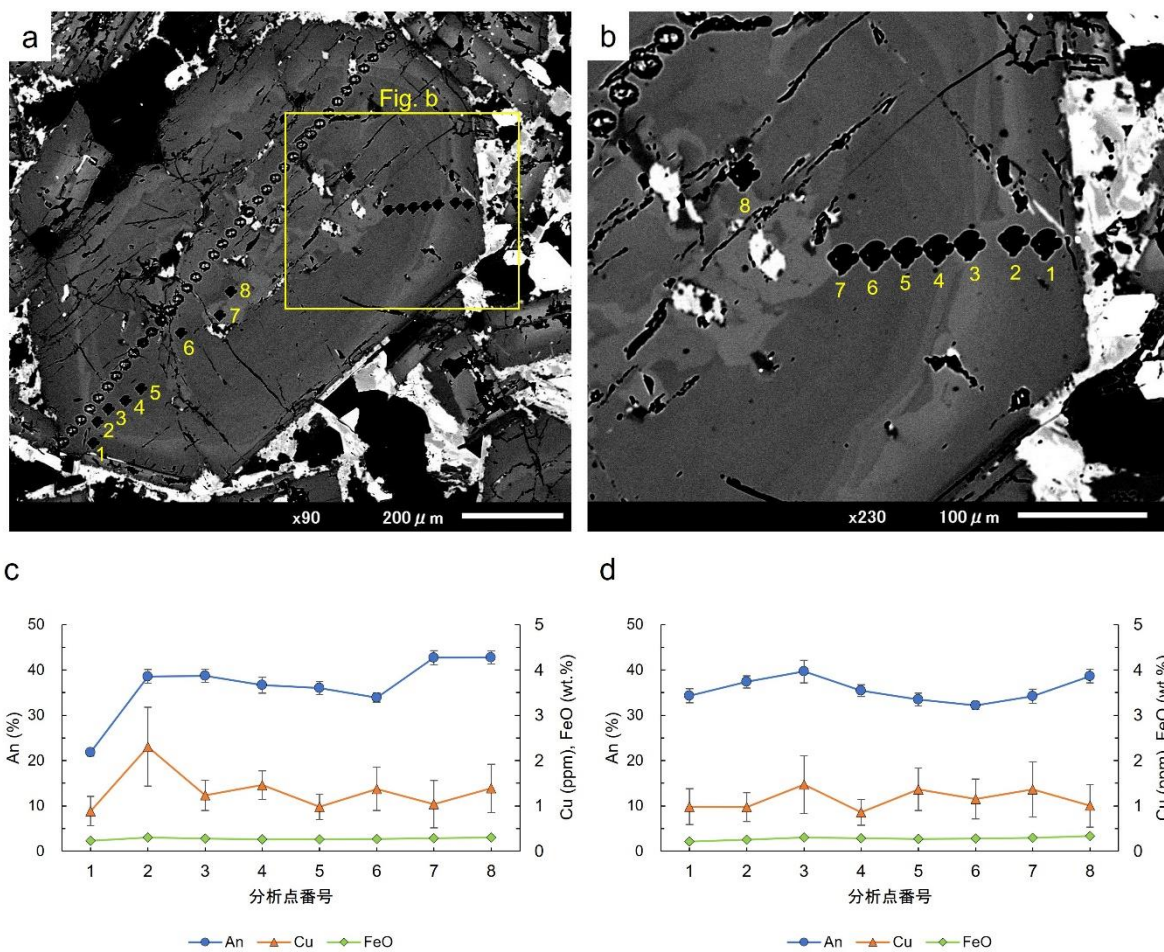 a
Fig. b
8
7
6
5
4
3
2
1
x90 200μm
b
8
7 6 5 4 3 2 1
x230 100μm
c
50
40
30
20
10
0
An (%)
5
4
3
2
1
0
Cu (ppm), FeO (wt.%)
1 2 3 4 5 6 7 8
分析点番号
An Cu FeO
d
50
40
30
20
10
0
An (%)
5
4
3
2
1
0
Cu (ppm), FeO (wt.%)
1 2 3 4 5 6 7 8
分析点番号
An Cu FeO